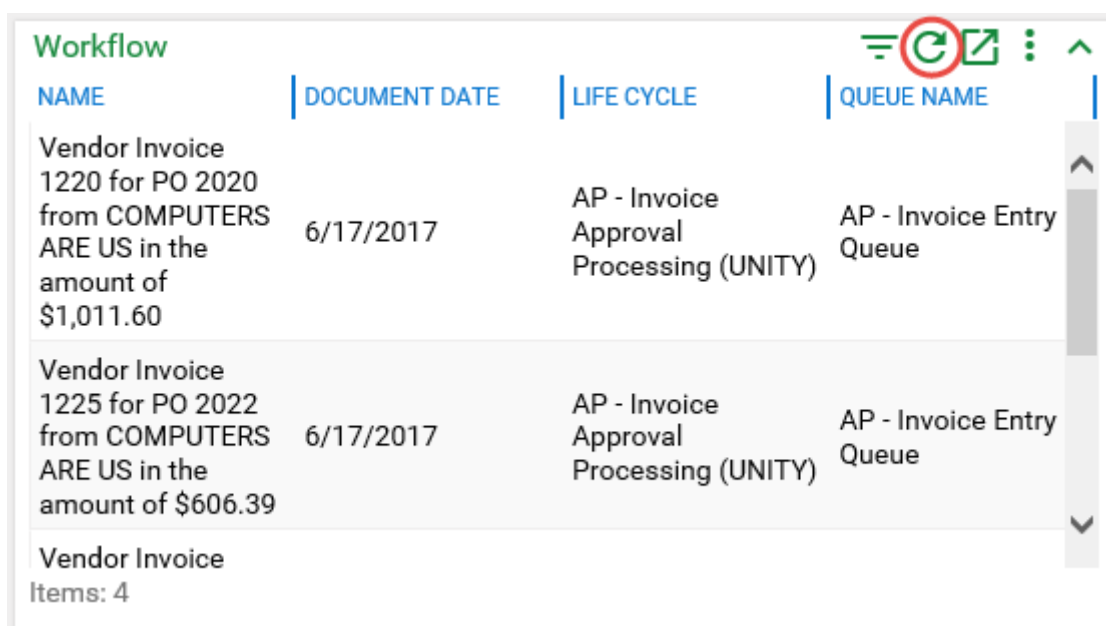 Workflow
NAME
DOCUMENT DATE
LIFE CYCLE
QUEUE NAME
Vendor Invoice
1220 for PO 2020
from COMPUTERS
ARE US in the
amount of
$1,011.60
6/17/2017
AP - Invoice
Approval
Processing (UNITY)
AP - Invoice Entry
Queue
Vendor Invoice
1225 for PO 2022
from COMPUTERS
ARE US in the
amount of $606.39
6/17/2017
AP - Invoice
Approval
Processing (UNITY)
AP - Invoice Entry
Queue
Vendor Invoice
Items: 4